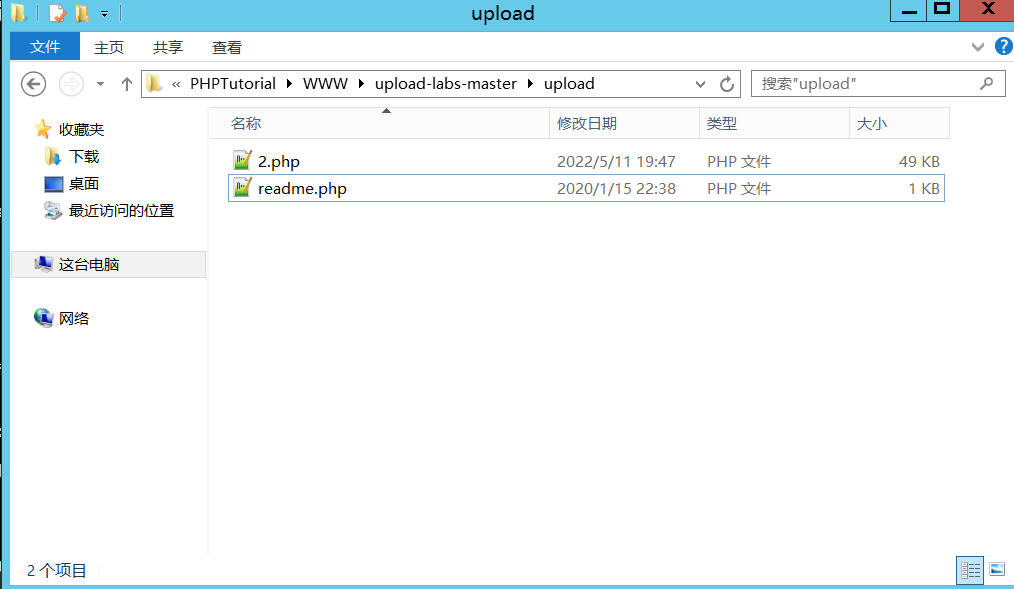 upload
文件 主页 共享 查看
« PHPTutorial WWW upload-labs-master upload 搜索"upload"
收藏夹
下载
桌面
最近访问的位置
这台电脑
网络
名称 修改日期 类型 大小
2.php 2022/5/11 19:47 PHP 文件 49 KB
readme.php 2020/1/15 22:38 PHP 文件 1 KB
2 个项目